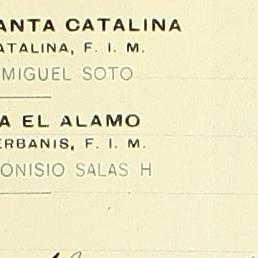 ANTA CATALINA
ATALINA, F. I. M.
MIGUEL SOTO
A EL ALAMO
ERBANIS, F. I. M.
ONISIO SALAS H